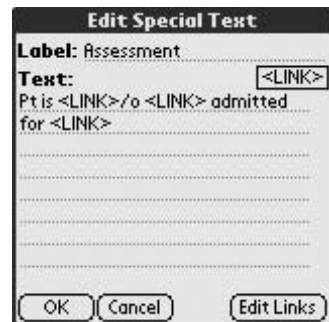 Edit Special Text
Label: Assessment
Text: <LINK>
Pt is <LINK>/o <LINK> admitted
for <LINK>
OK Cancel Edit Links